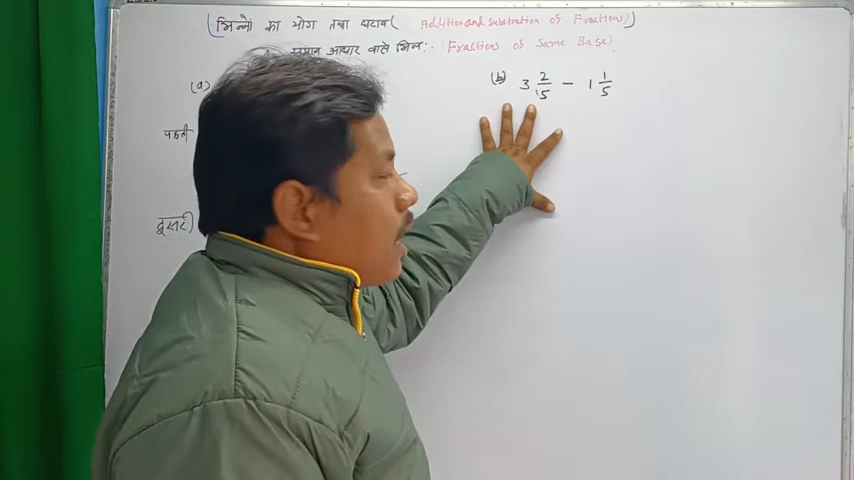 (भिन्नों का योग तथा घटाव( Addition and Substration of Fractions))
समान आधार वाले भिन्न:- Fractions of Same Base)
(a)
(b) 3 2/5 - 1 1/5
पहली
दूसरी